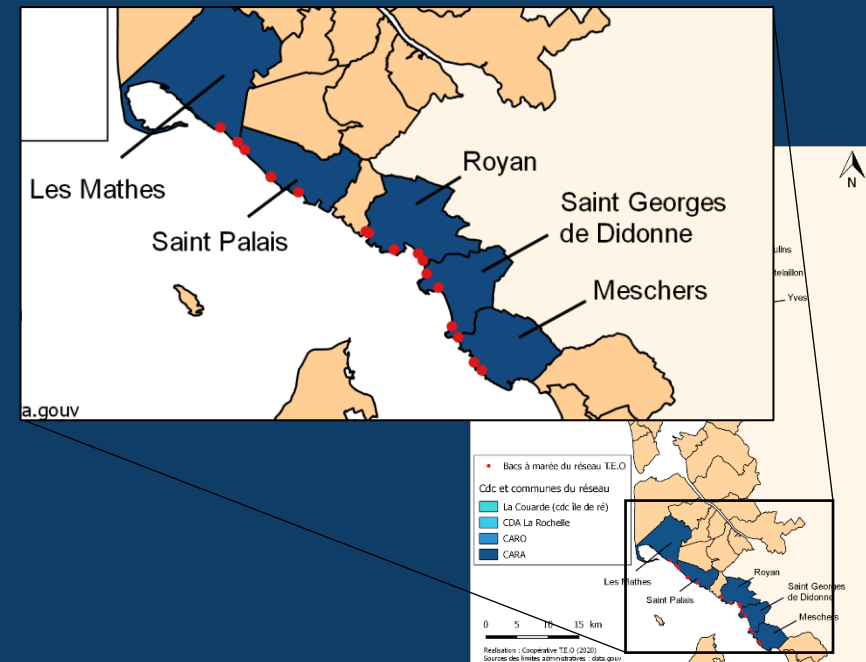 Les Mathes
Saint Palais
Royan
Saint Georges
de Didonne
Meschers
a.gouv
N
ulins
telaillon
Yves
Bacs à marée du réseau T.E.O
Cdc et communes du réseau
La Couarde (cdc île de ré)
CDA La Rochelle
CARO
CARA
Les Mathes
Saint Palais
Royan
Saint Georges
de Didonne
Meschers
0 5 10 15 km
Réalisation : Coopérative T.E.O (2020)
Sources des limites administratives : data.gouv